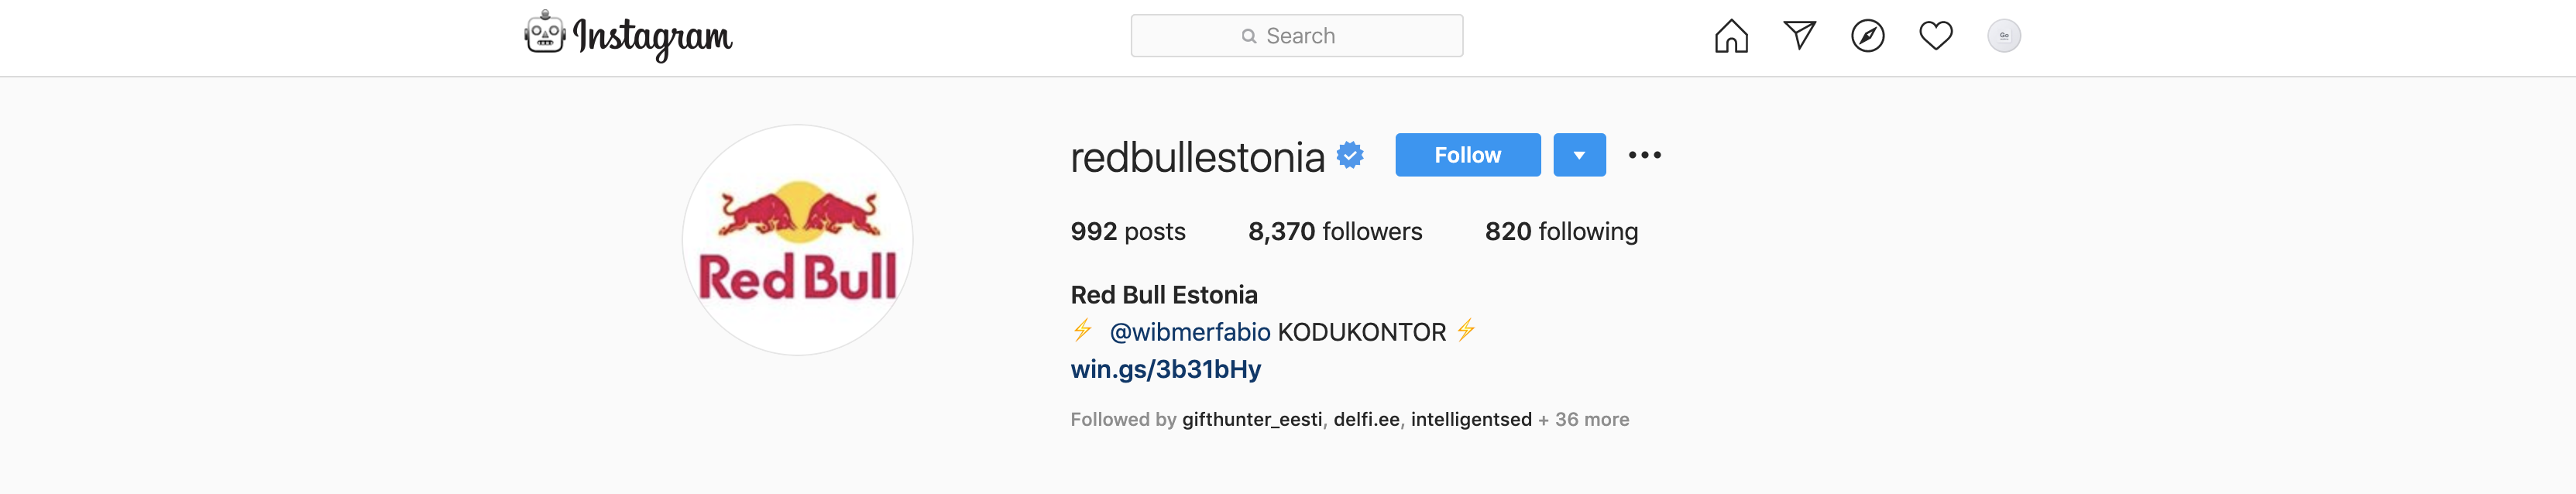 Instagram
Search
Go
redbullestonia
Follow
992 posts 8,370 followers 820 following
Red Bull
Red Bull Estonia
⚡ @wibmerfabio KODUKONTOR ⚡
win.gs/3b31bHy
Followed by gifthunter_eesti, delfi.ee, intelligentsed + 36 more